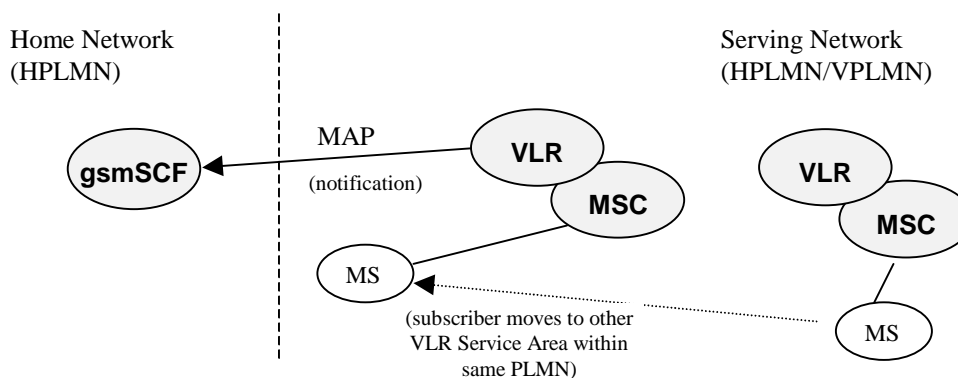 Home Network
(HPLMN)
Serving Network
(HPLMN/VPLMN)
MAP
(notification)
gsmSCF
VLR
MSC
VLR
MSC
MS
MS
(subscriber moves to other
VLR Service Area within
same PLMN)